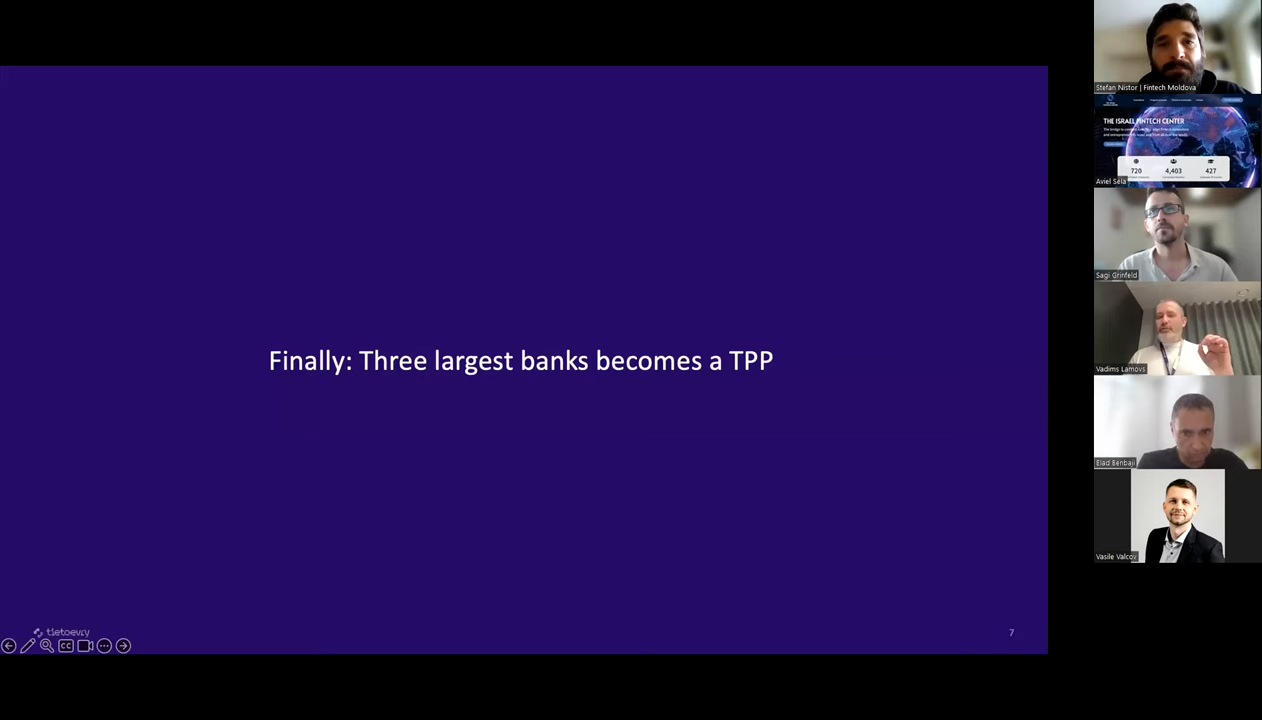 Finally: Three largest banks becomes a TPP
tietoevry
7
CC
Stefan Nistor | Fintech Moldova
THE ISRAEL FINTECH CENTER
720
4,403
427
Aviel Sela
Sagi Grinfeld
Vadims Lamovs
Elad Benbaji
Vasile Valcov